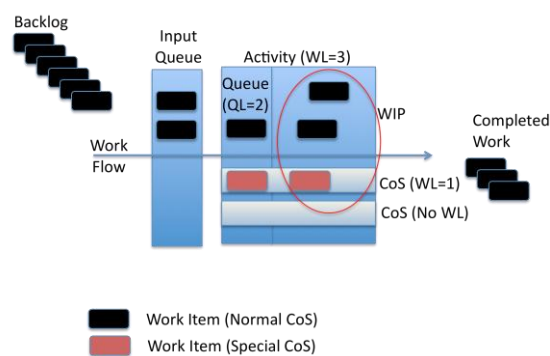 Backlog
Input
Queue
Activity (WL=3)
Queue
(QL=2)
WIP
Completed
Work
Work
Flow
CoS (WL=1)
CoS (No WL)
Work Item (Normal CoS)
Work Item (Special CoS)